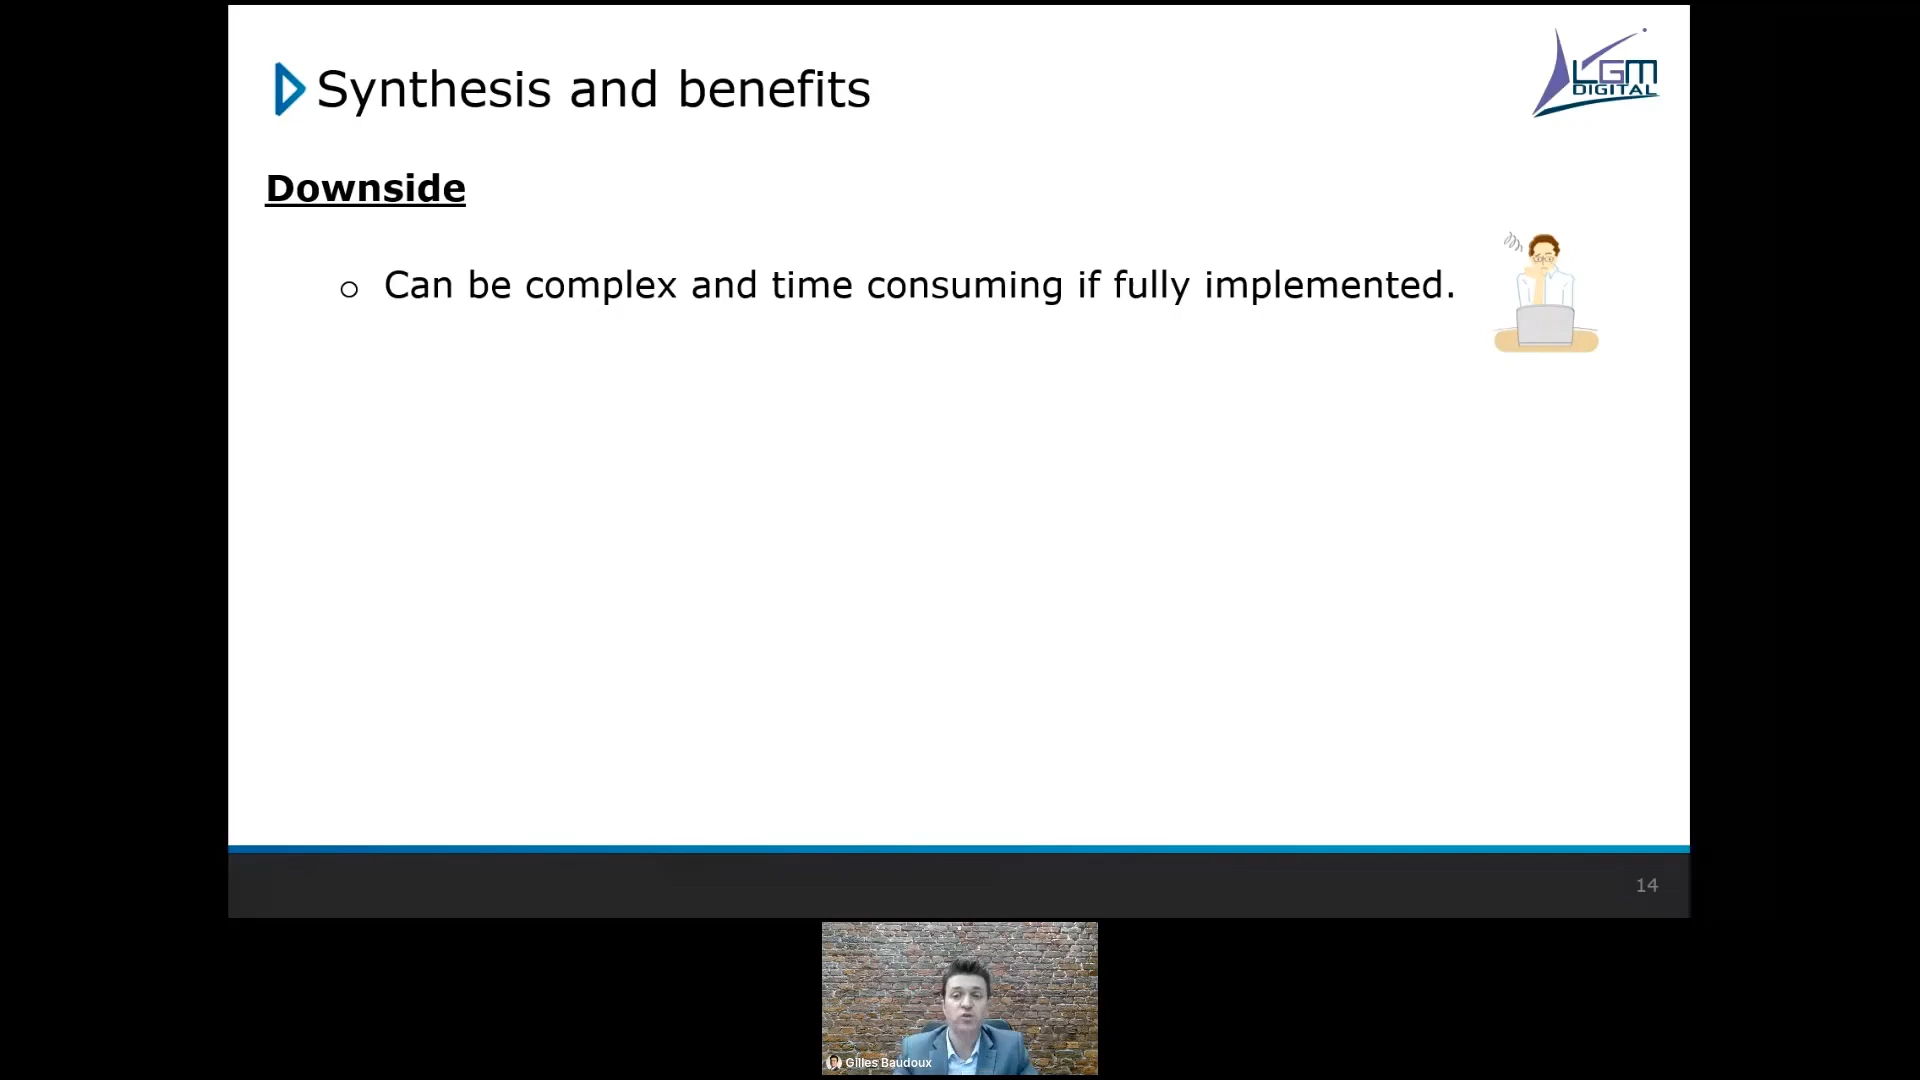 Synthesis and benefits
LGM
DIGITAL
Downside
o Can be complex and time consuming if fully implemented.
14
Gilles Baudoux